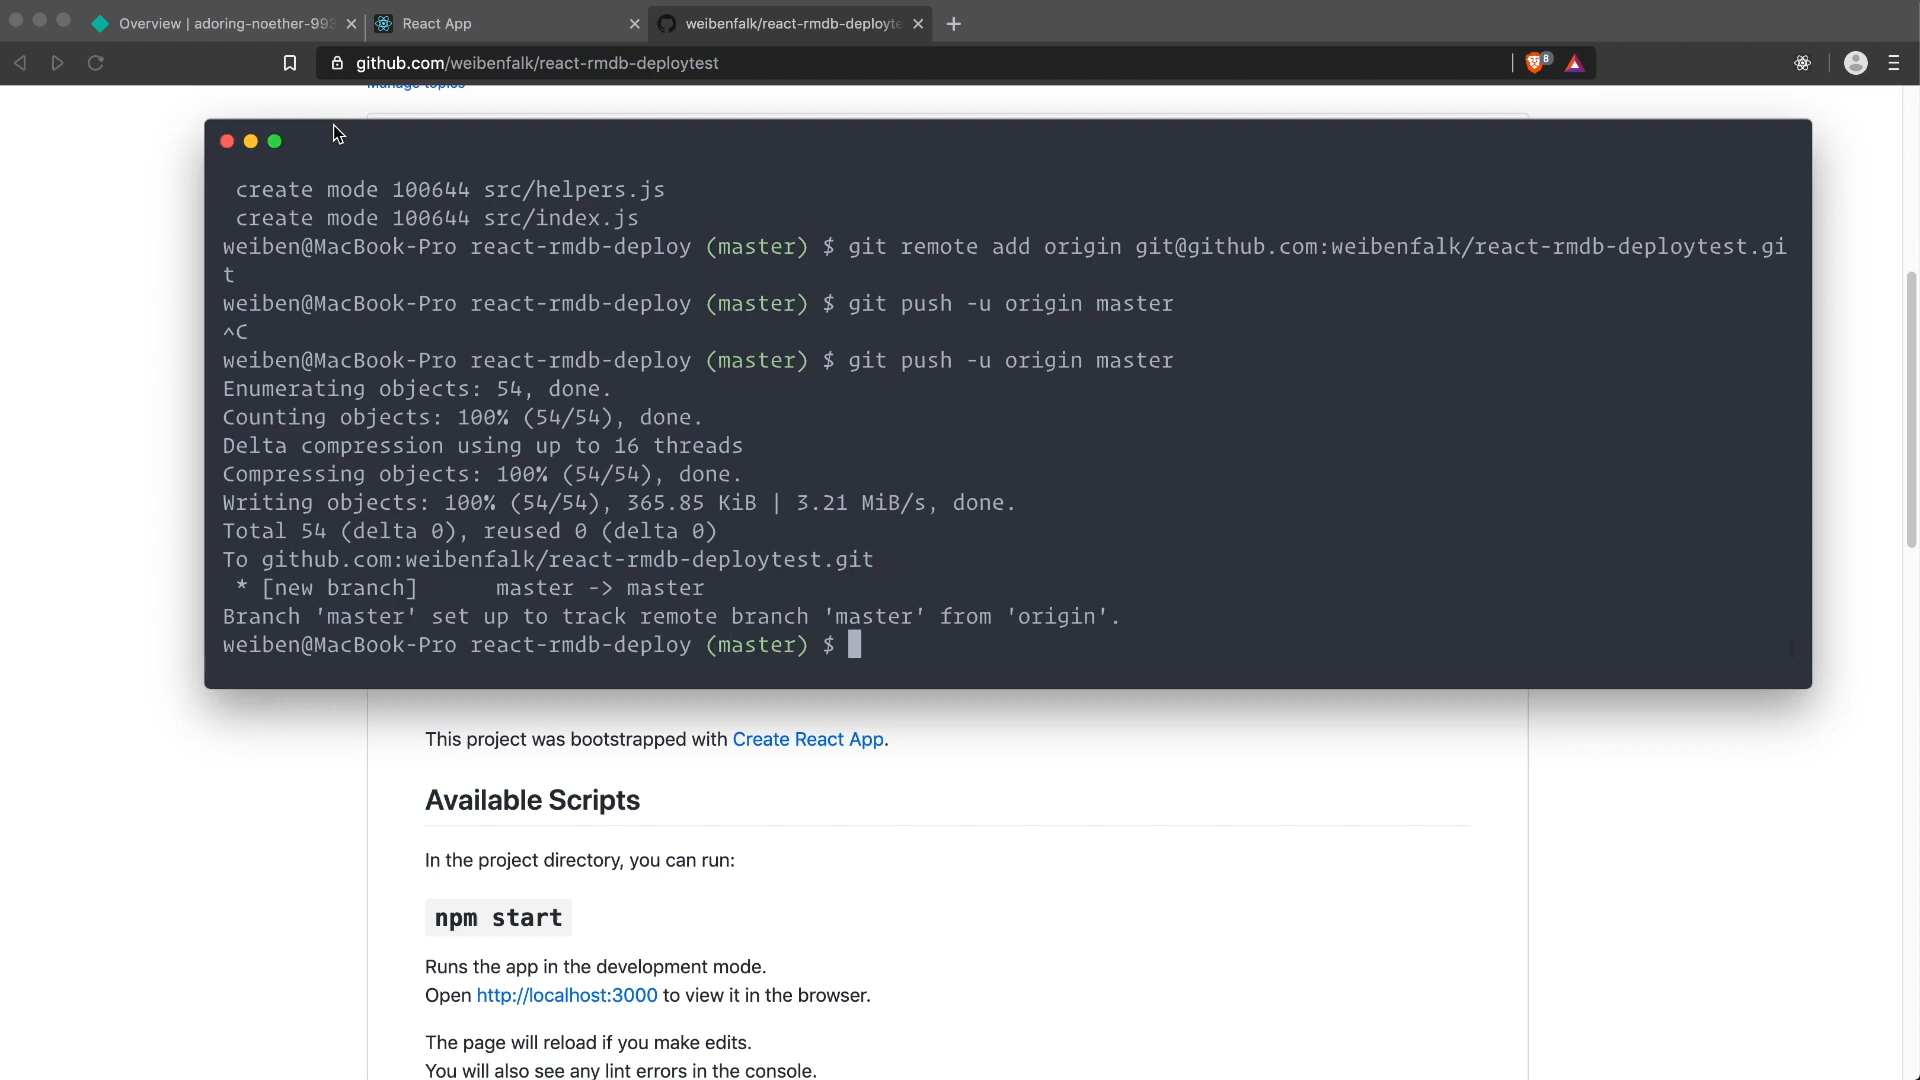 Overview | adoring-noether-993
React App
weibenfalk/react-rmdb-deployte
github.com/weibenfalk/react-rmdb-deploytest
8
Manage topics
create mode 100644 src/helpers.js
create mode 100644 src/index.js
weiben@MacBook-Pro react-rmdb-deploy (master) $ git remote add origin git@github.com:weibenfalk/react-rmdb-deploytest.gi
t
weiben@MacBook-Pro react-rmdb-deploy (master) $ git push -u origin master
^C
weiben@MacBook-Pro react-rmdb-deploy (master) $ git push -u origin master
Enumerating objects: 54, done.
Counting objects: 100% (54/54), done.
Delta compression using up to 16 threads
Compressing objects: 100% (54/54), done.
Writing objects: 100% (54/54), 365.85 KiB | 3.21 MiB/s, done.
Total 54 (delta 0), reused 0 (delta 0)
To github.com:weibenfalk/react-rmdb-deploytest.git
* [new branch]      master -> master
Branch 'master' set up to track remote branch 'master' from 'origin'.
weiben@MacBook-Pro react-rmdb-deploy (master) $
This project was bootstrapped with Create React App.
Available Scripts
In the project directory, you can run:
npm start
Runs the app in the development mode.
Open http://localhost:3000 to view it in the browser.
The page will reload if you make edits.
You will also see any lint errors in the console.